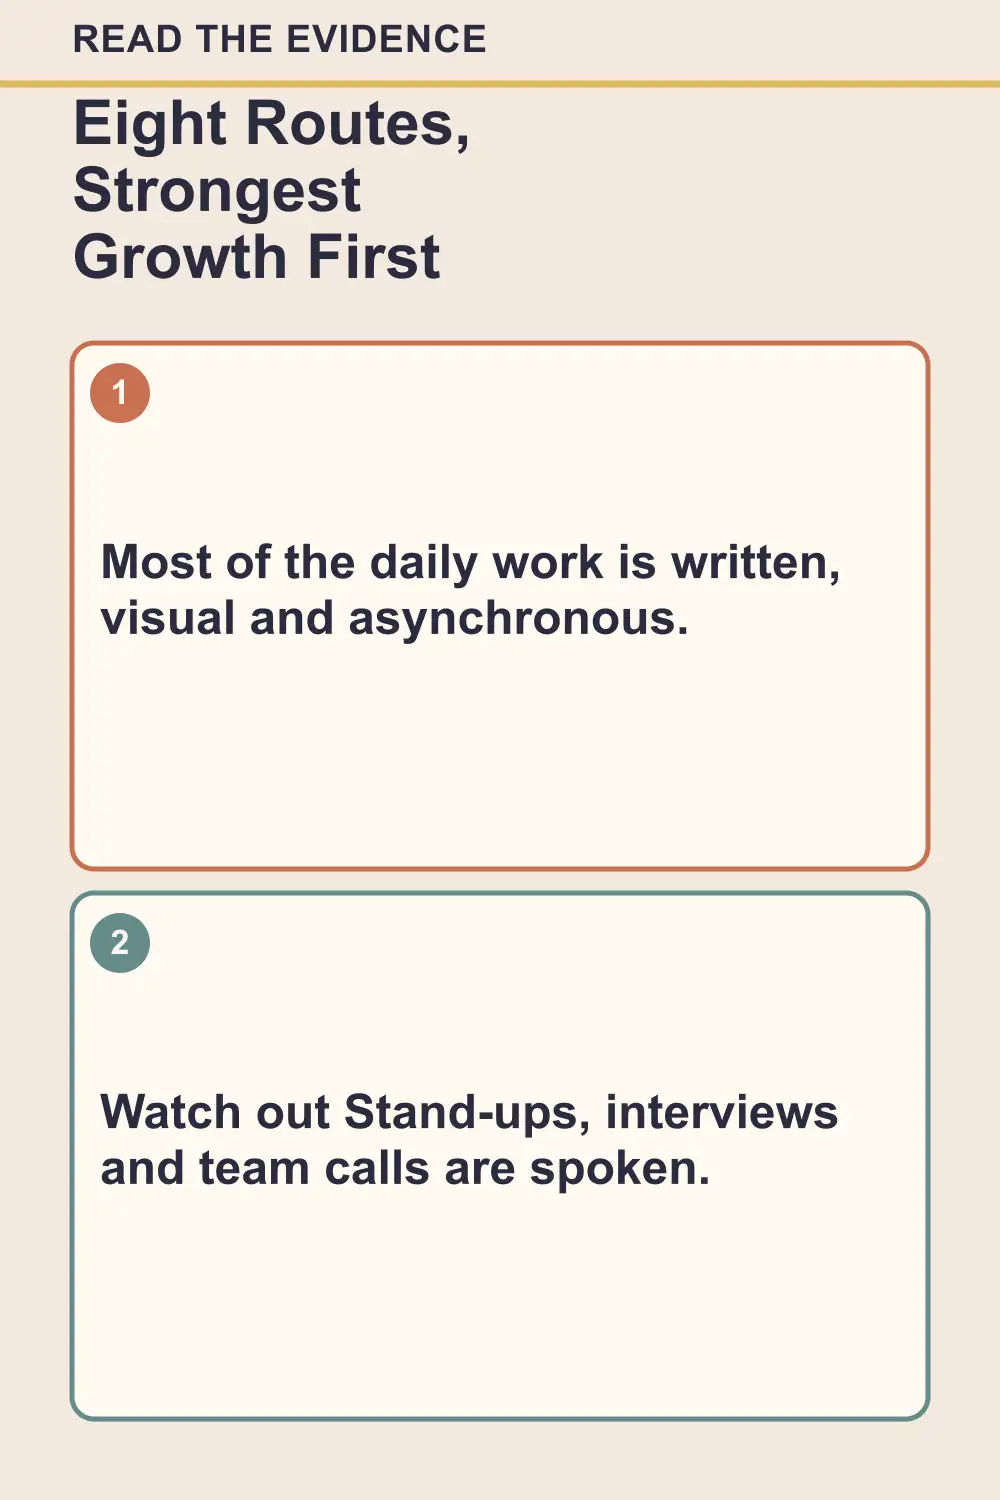 READ THE EVIDENCE
Eight Routes,
Strongest
Growth First
1
Most of the daily work is written,
visual and asynchronous.
2
Watch out Stand-ups, interviews
and team calls are spoken.